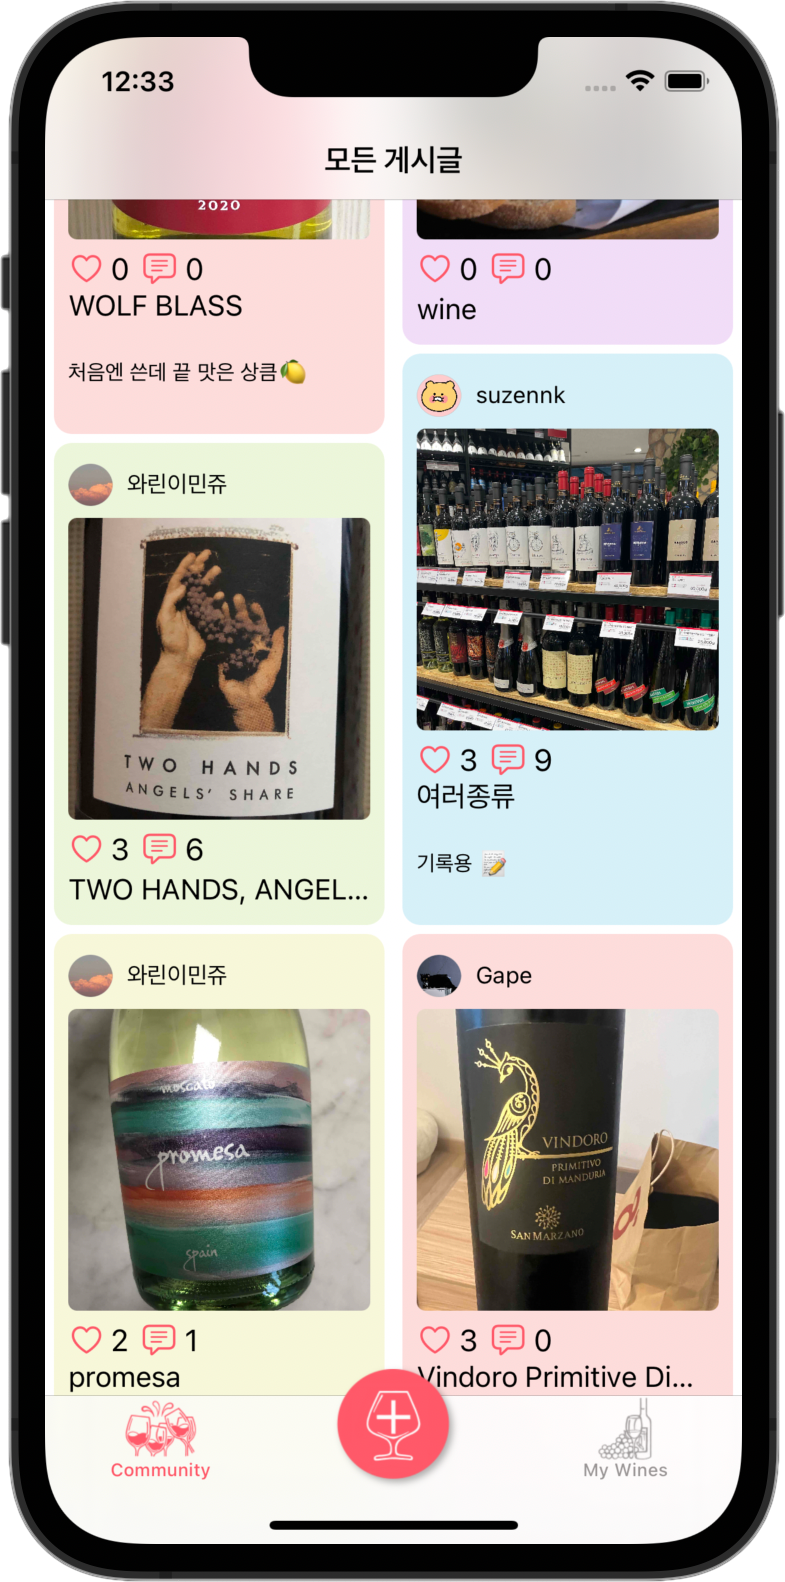 12:33
모든 게시글
2020
0 0
WOLF BLASS
처음엔 쓴데 끝 맛은 상큼🍋
0 0
wine
와린이민쥬
TWO HANDS
ANGELS' SHARE
3 6
TWO HANDS, ANGEL...
suzennk
3 9
여러종류
기록용 📝
와린이민쥬
moscato
promesa
spain
2 1
promesa
Gape
VINDORO
PRIMITIVO
DI MANDURIA
SAN MARZANO
3 0
Vindoro Primitive Di...
Community
My Wines